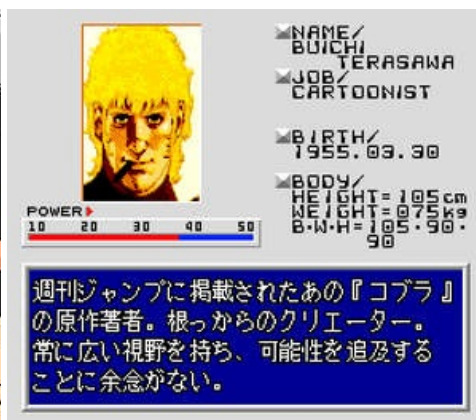 NAME/
BUICHI
TERASAWA
JOB/
CARTOONIST
BIRTH/
1955.03.30
BODY/
HEIGHT=105cm
WEIGHT=075kg
B·W·H=105·90·
90
POWER
10 20 30 40 50
週刊ジャンプに掲載されたあの『コブラ』
の原作著者。根っからのクリエーター。
常に広い視野を持ち、可能性を追及する
ことに余念がない。